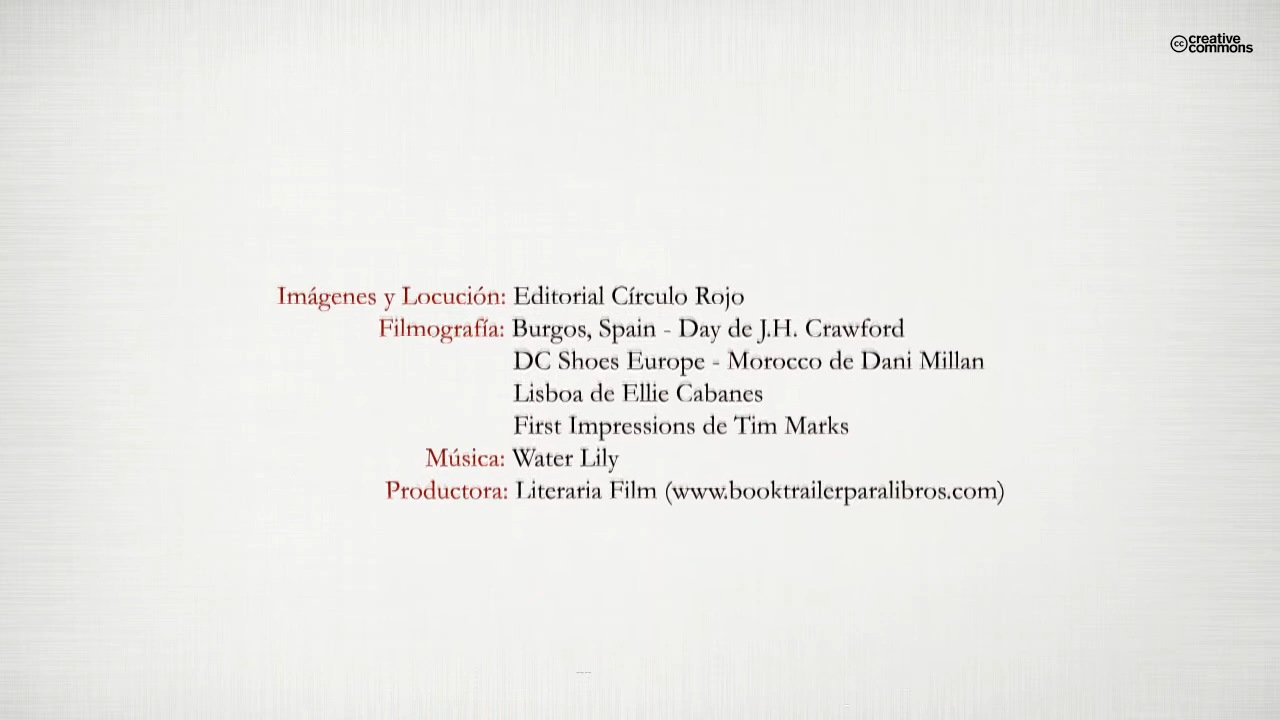 cc creative
commons
Imágenes y Locución: Editorial Círculo Rojo
Filmografía: Burgos, Spain - Day de J.H. Crawford
DC Shoes Europe - Morocco de Dani Millan
Lisboa de Ellie Cabanes
First Impressions de Tim Marks
Música: Water Lily
Productora: Literaria Film (www.booktrailerparalibros.com)